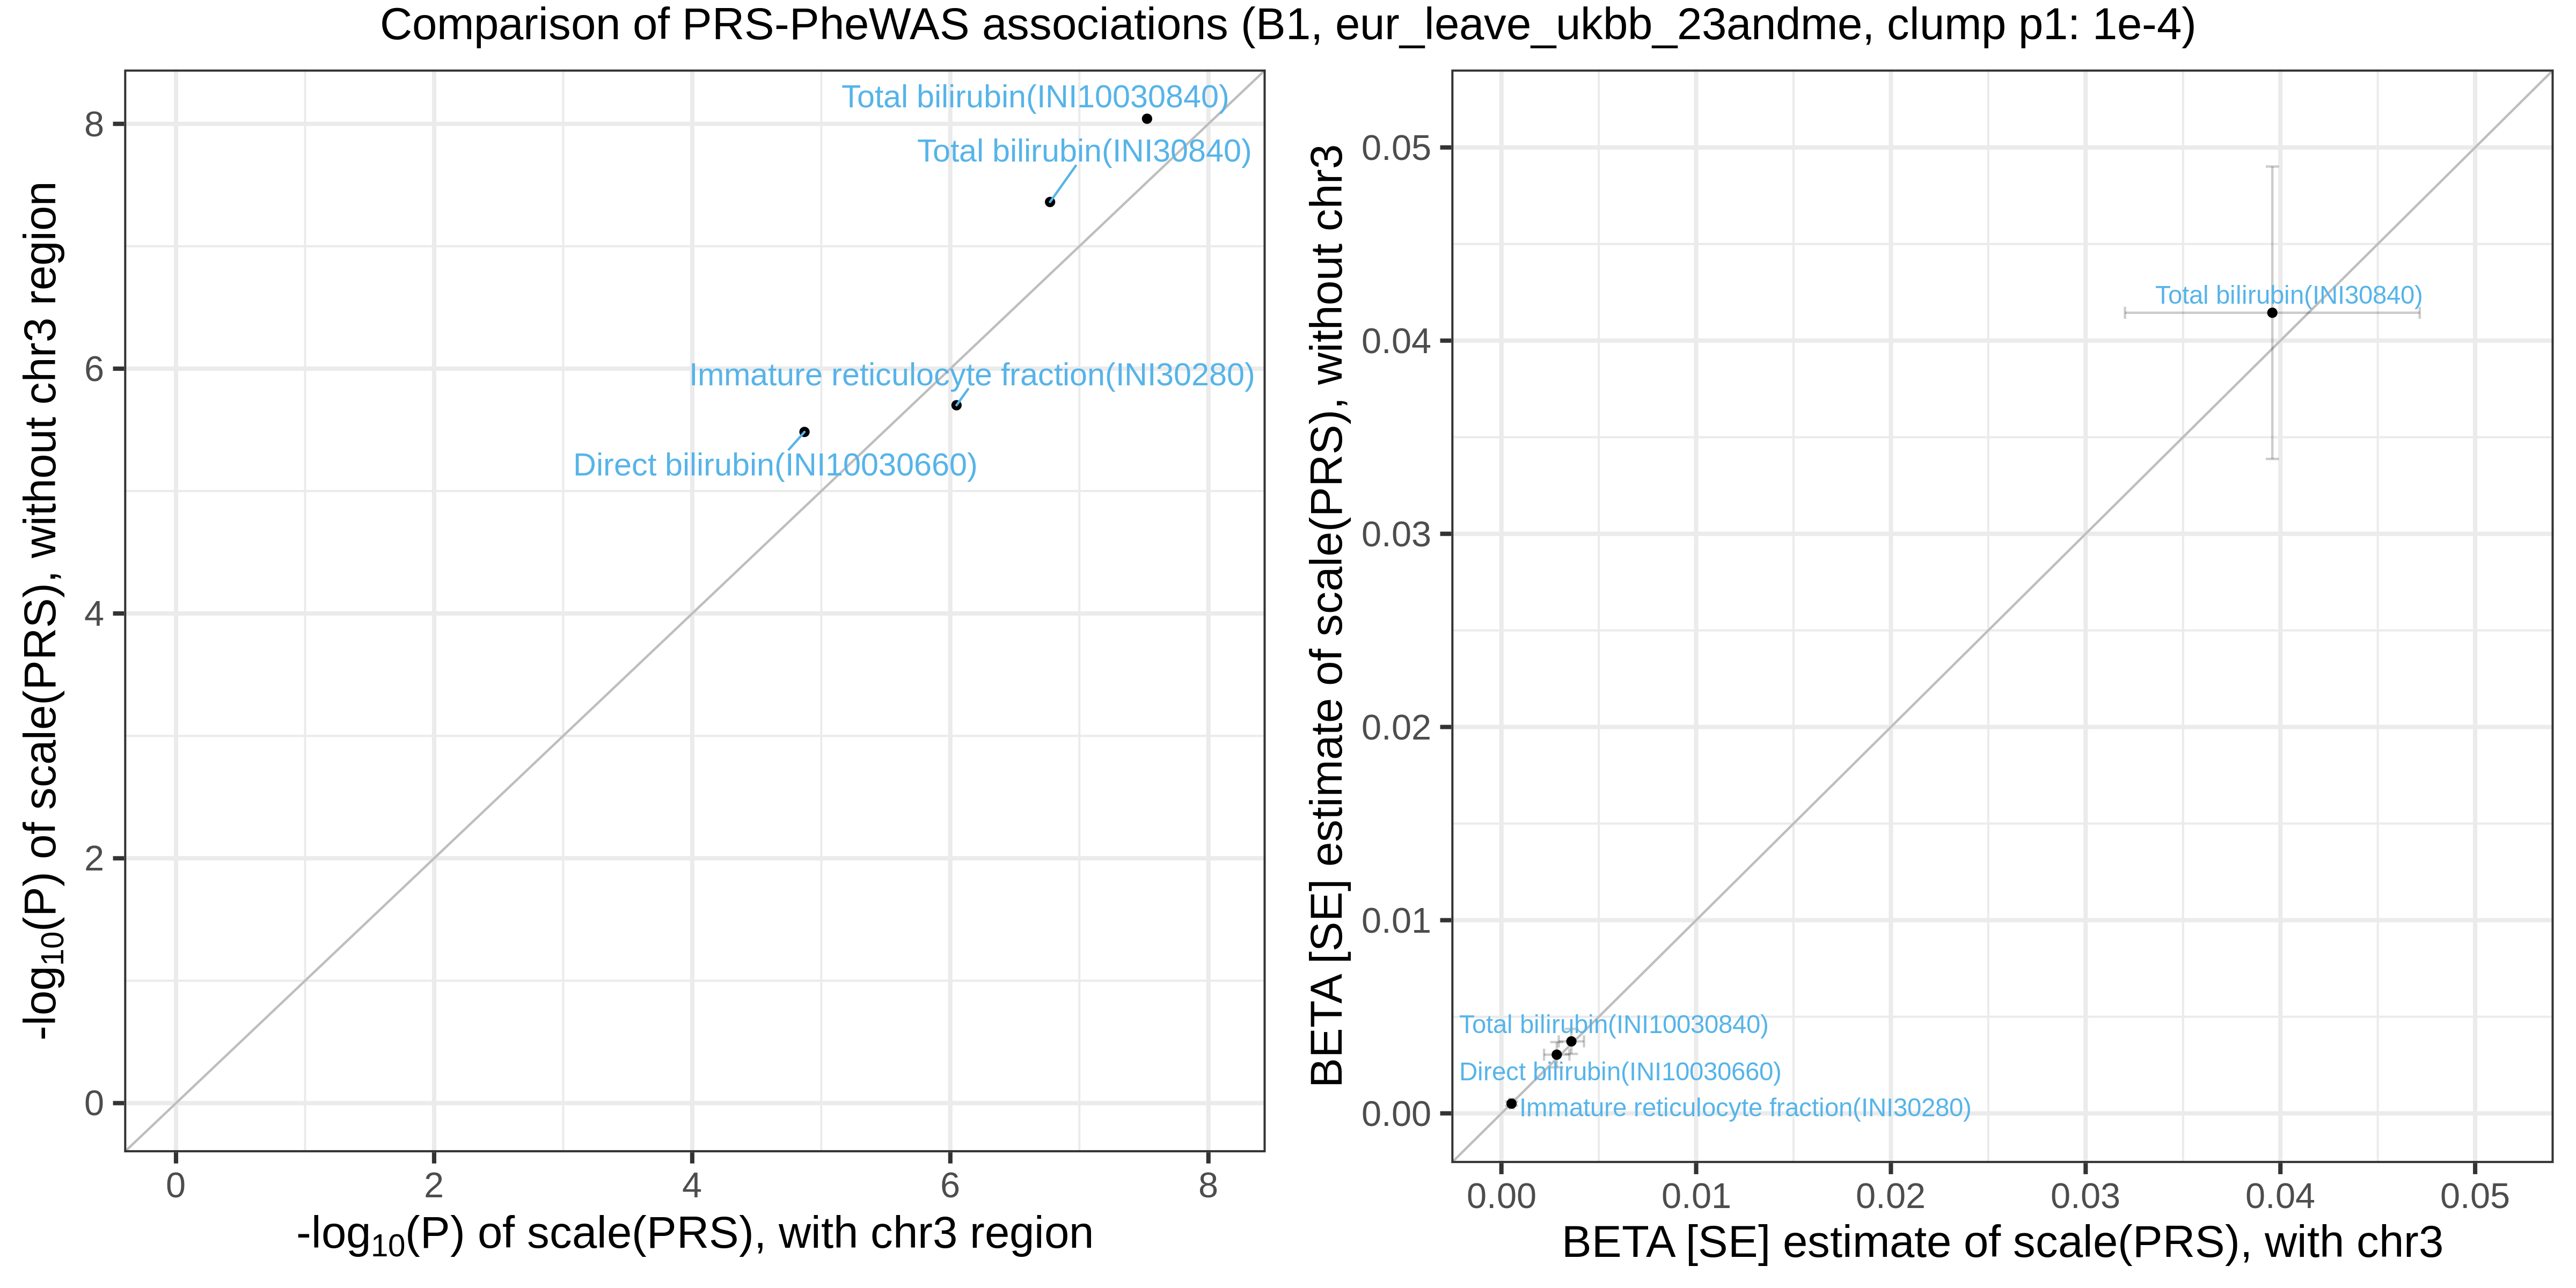 Comparison of PRS-PheWAS associations (B1, eur_leave_ukbb_23andme, clump p1: 1e-4)
-log10(P) of scale(PRS), without chr3 region
8
6
4
2
0
Total bilirubin(INI10030840)
Total bilirubin(INI30840)
Immature reticulocyte fraction(INI30280)
Direct bilirubin(INI10030660)
0 2 4 6 8
-log10(P) of scale(PRS), with chr3 region
BETA [SE] estimate of scale(PRS), without chr3
0.05
0.04
0.03
0.02
0.01
0.00
Total bilirubin(INI30840)
Total bilirubin(INI10030840)
Direct bilirubin(INI10030660)
Immature reticulocyte fraction(INI30280)
0.00 0.01 0.02 0.03 0.04 0.05
BETA [SE] estimate of scale(PRS), with chr3